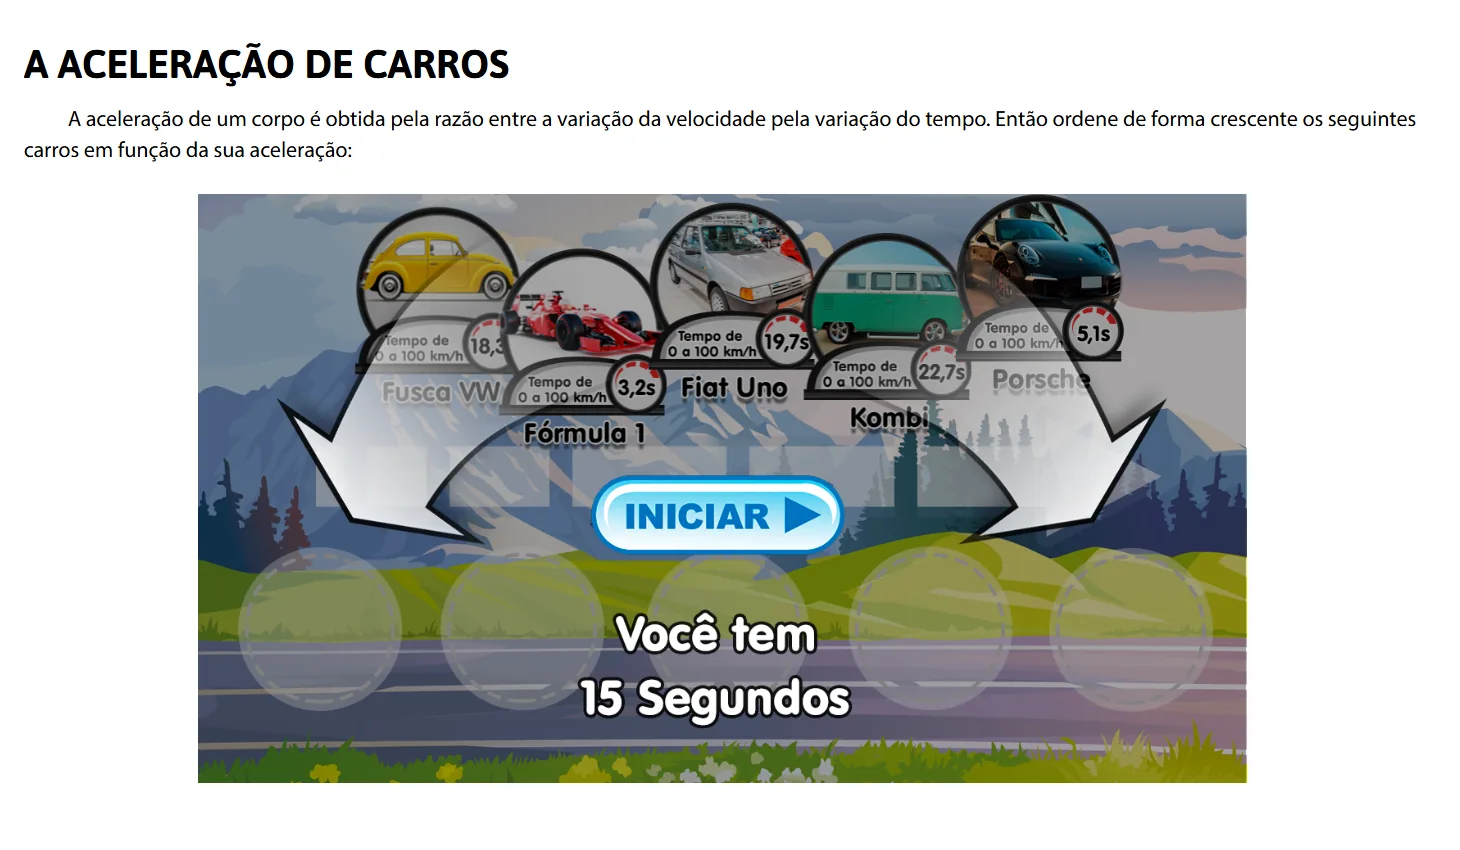 A ACELERAÇÃO DE CARROS
A aceleração de um corpo é obtida pela razão entre a variação da velocidade pela variação do tempo. Então ordene de forma crescente os seguintes
carros em função da sua aceleração:
Tempo de
0 a 100 km/h
18,3
Fusca VW
Tempo de
0 a 100 km/h
3,2s
Fórmula 1
Tempo de
0 a 100 km/h
19,7s
Fiat Uno
Tempo de
0 a 100 km/h
22,7s
Kombi
Tempo de
0 a 100 km/h
5,1s
Porsche
INICIAR
Você tem
15 Segundos